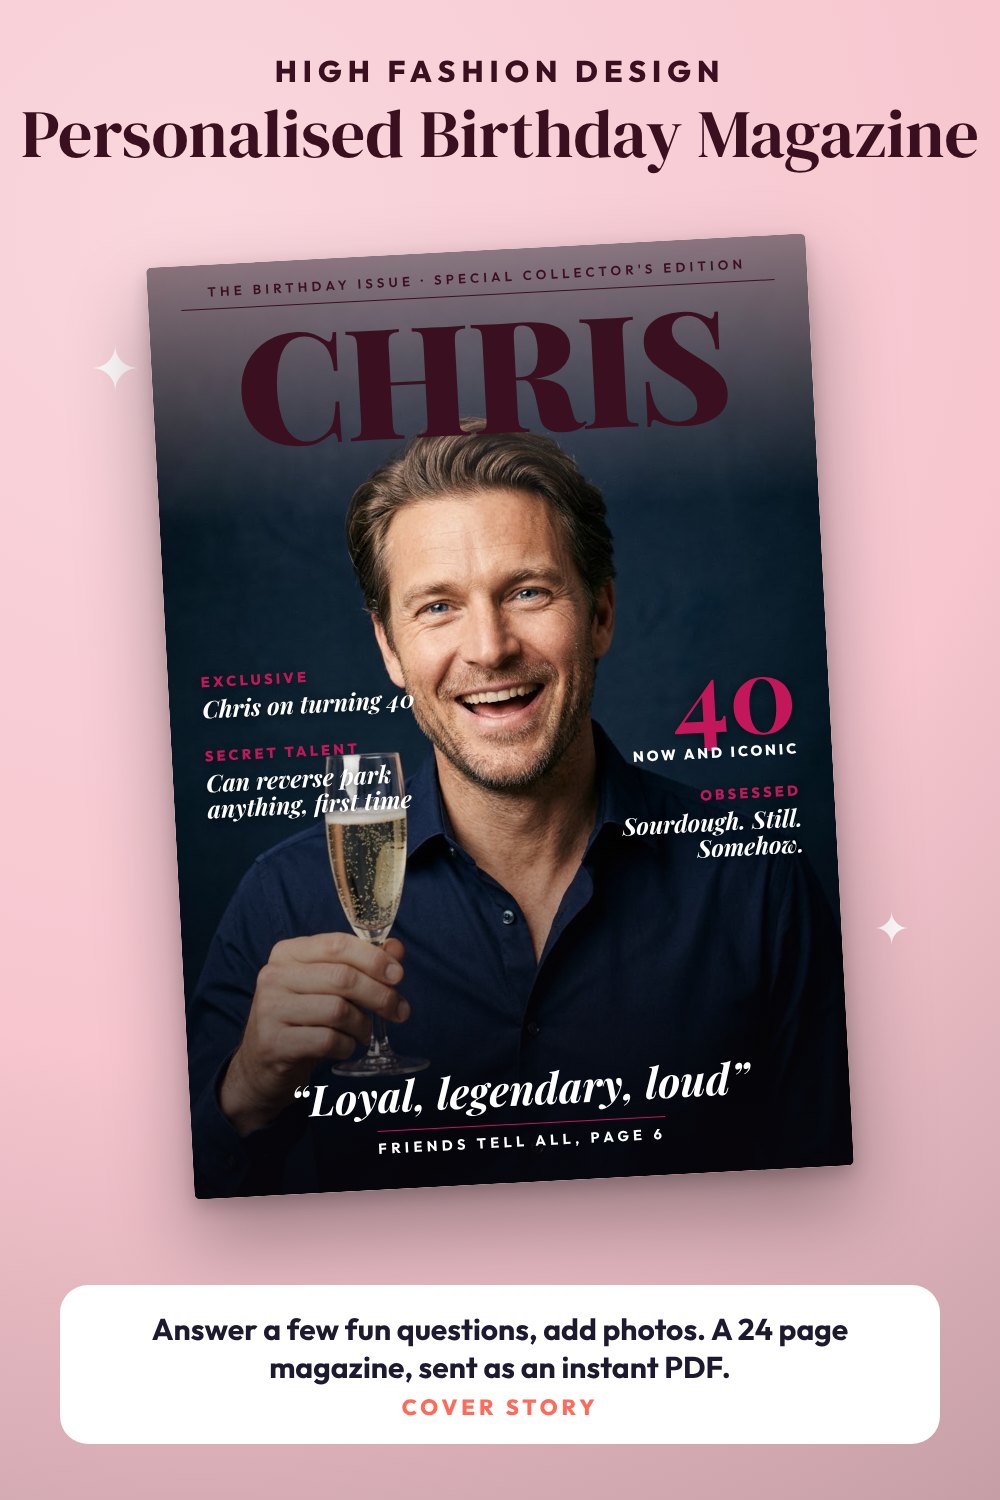 HIGH FASHION DESIGN
Personalised Birthday Magazine
THE BIRTHDAY ISSUE · SPECIAL COLLECTOR'S EDITION
CHRIS
EXCLUSIVE
Chris on turning 40
SECRET TALENT
Can reverse park
anything, first time
40
NOW AND ICONIC
OBSESSED
Sourdough. Still.
Somehow.
“Loyal, legendary, loud”
FRIENDS TELL ALL, PAGE 6
Answer a few fun questions, add photos. A 24 page
magazine, sent as an instant PDF.
COVER STORY